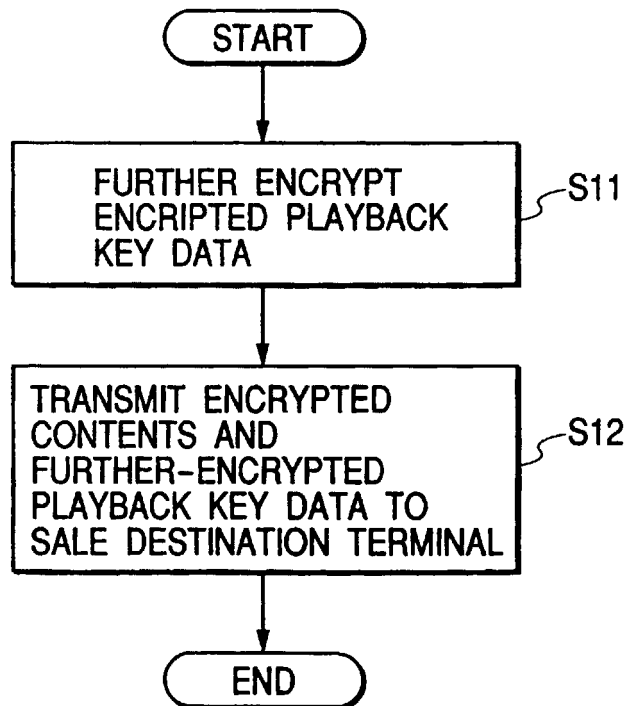 START
FURTHER ENCRYPT
ENCRIPTED PLAYBACK
KEY DATA
S11
TRANSMIT ENCRYPTED
CONTENTS AND
FURTHER-ENCRYPTED
PLAYBACK KEY DATA TO
SALE DESTINATION TERMINAL
S12
END